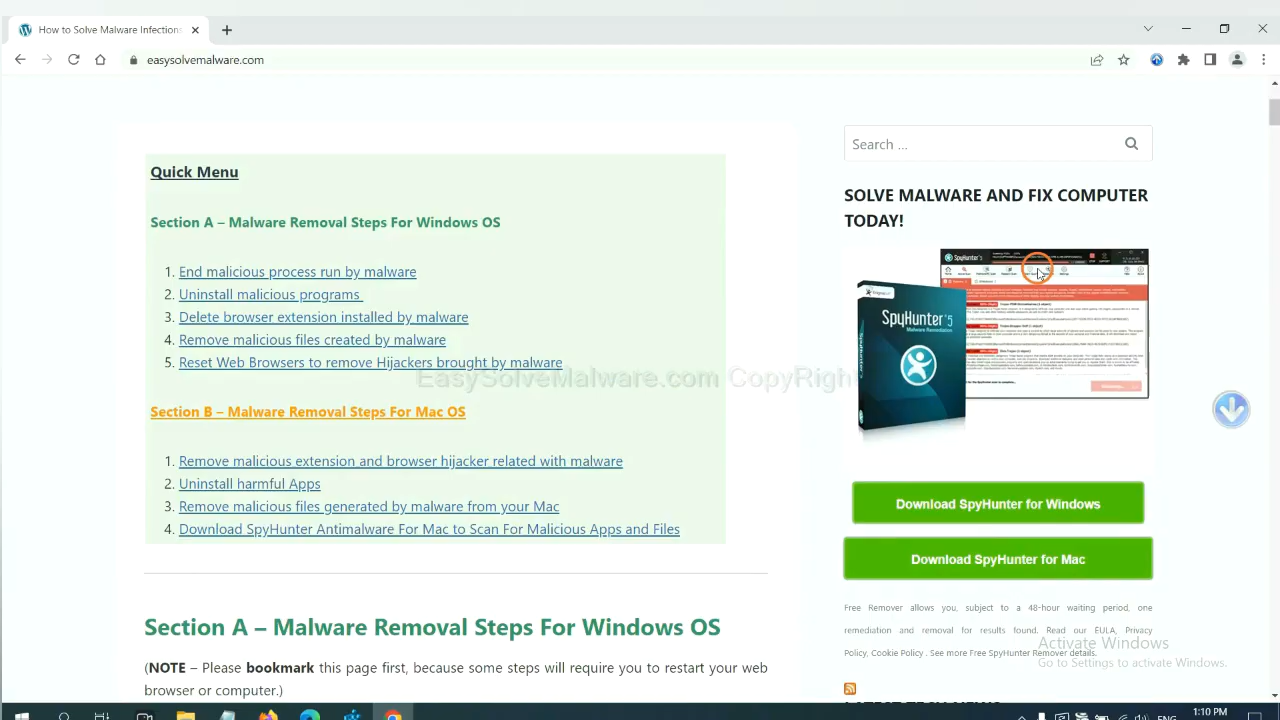 How to Solve Malware Infection
easysolvemalware.com
Quick Menu
Section A – Malware Removal Steps For Windows OS
1. End malicious process run by malware
2. Uninstall malicious programs
3. Delete browser extension installed by malware
4. Remove malicious files created by malware
5. Reset Web Browser to remove Hijackers brought by malware
Section B – Malware Removal Steps For Mac OS
1. Remove malicious extension and browser hijacker related with malware
2. Uninstall harmful Apps
3. Remove malicious files generated by malware from your Mac
4. Download SpyHunter Antimalware For Mac to Scan For Malicious Apps and Files
Section A – Malware Removal Steps For Windows OS
(NOTE – Please bookmark this page first, because some steps will require you to restart your web
browser or computer.)
Search ...
SOLVE MALWARE AND FIX COMPUTER
TODAY!
SpyHunter 5
SpyHunter 5
Malware Remediation
Download SpyHunter for Windows
Download SpyHunter for Mac
Free Remover allows you, subject to a 48-hour waiting period, one
remediation and removal for results found. Read our EULA, Privacy
Policy, Cookie Policy . See more Free SpyHunter Remover details.
Activate Windows
Go to Settings to activate Windows.
ENG
1:10 PM